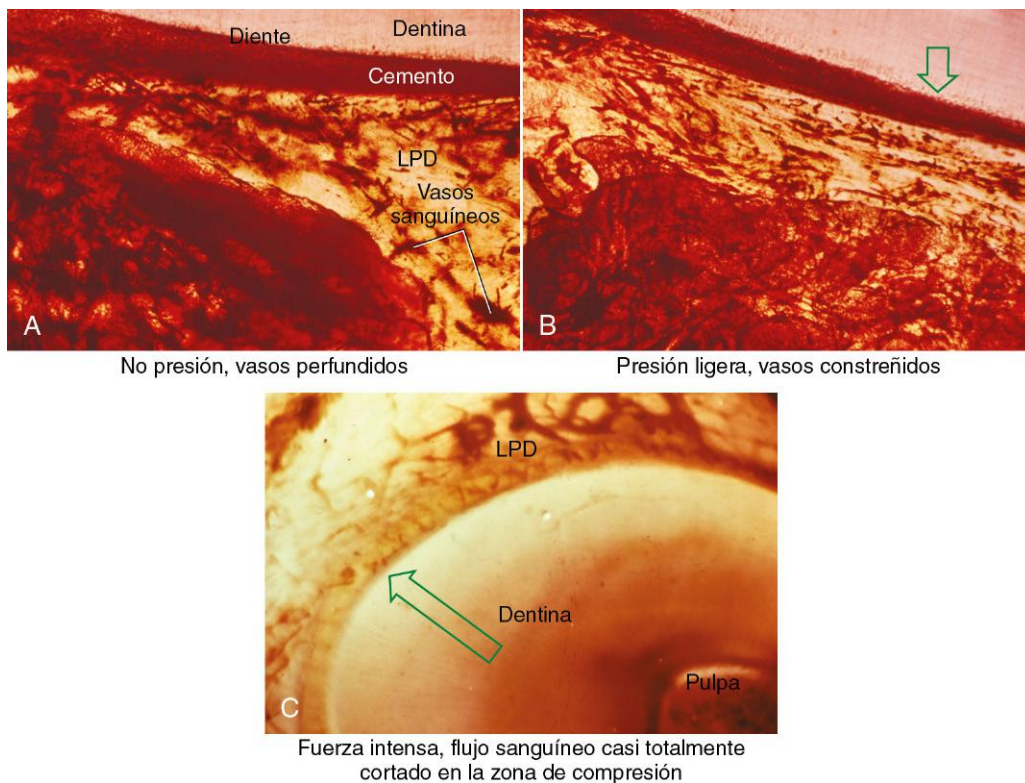 Diente
Dentina
Cemento
LPD
Vasos
sanguíneos
A
B
No presión, vasos perfundidos
Presión ligera, vasos constreñidos
LPD
Dentina
Pulpa
C
Fuerza intensa, flujo sanguíneo casi totalmente
cortado en la zona de compresión